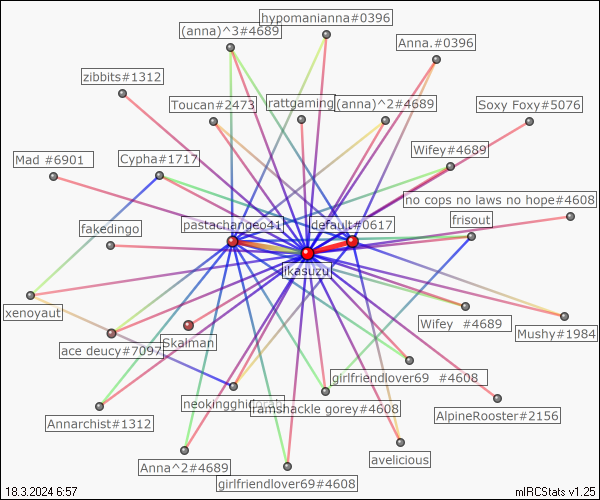 hypomanianna#0396
(anna)^3#4689
Anna.#0396
zibbits#1312
Toucan#2473
rattgaming
(anna)^2#4689
Soxy Foxy#5076
Mad #6901
Cypha#1717
Wifey#4689
no cops no laws no hope#4608
fakedingo
pastachangeo41
default#0617
frisout
jkasuzu
xenoyaut
ace deucy#7097
Skalman
Wifey #4689
Mushy#1984
girlfriendlover69 #4608
neokingghidorah
ramshackle gorey#4608
AlpineRooster#2156
Annarchist#1312
Anna^2#4689
avelicious
girlfriendlover69#4608
18.3.2024 6:57
mIRCStats v1.25